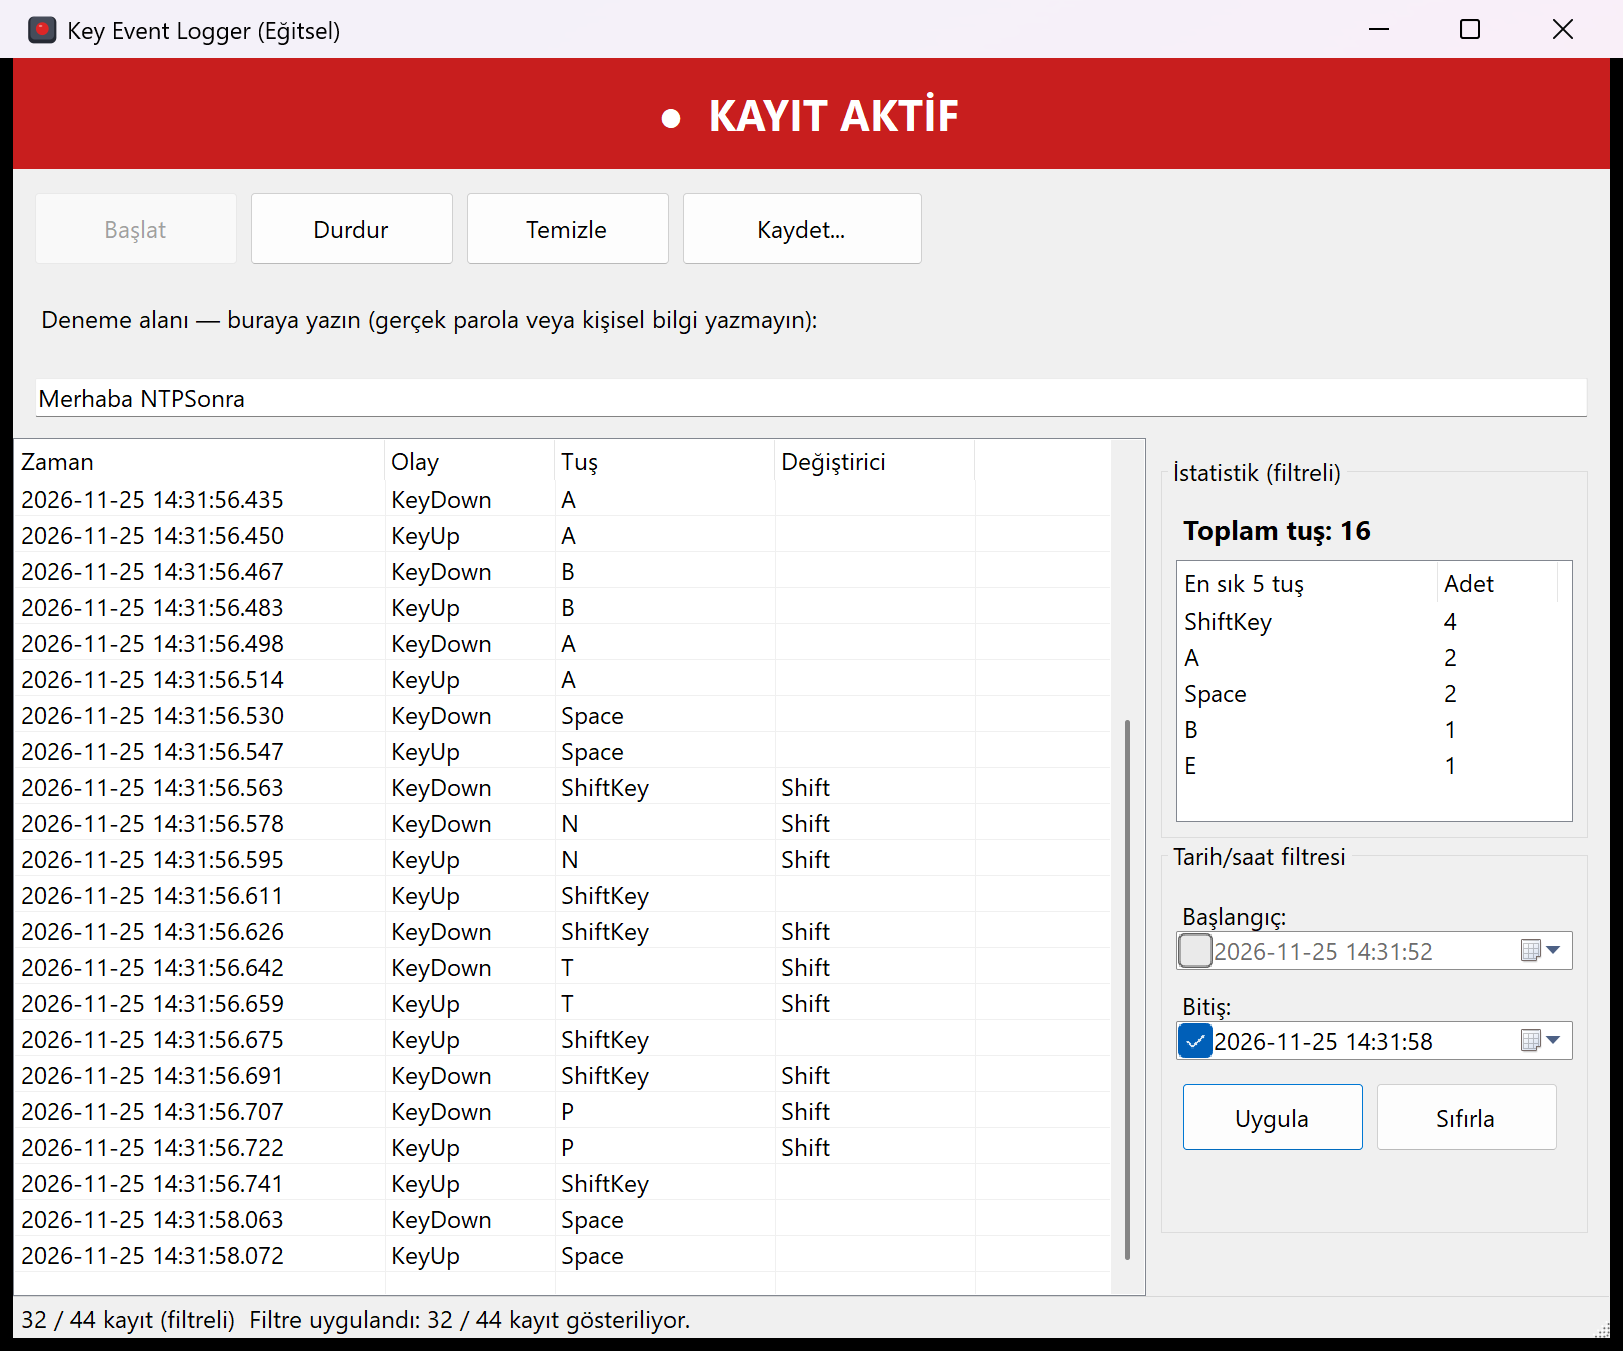 Key Event Logger (Eğitsel)
● KAYIT AKTİF
Başlat Durdur Temizle Kaydet...
Deneme alanı — buraya yazın (gerçek parola veya kişisel bilgi yazmayın):
Merhaba NTPSonra
Zaman Olay Tuş Değiştirici
2026-11-25 14:31:56.435 KeyDown A
2026-11-25 14:31:56.450 KeyUp A
2026-11-25 14:31:56.467 KeyDown B
2026-11-25 14:31:56.483 KeyUp B
2026-11-25 14:31:56.498 KeyDown A
2026-11-25 14:31:56.514 KeyUp A
2026-11-25 14:31:56.530 KeyDown Space
2026-11-25 14:31:56.547 KeyUp Space
2026-11-25 14:31:56.563 KeyDown ShiftKey Shift
2026-11-25 14:31:56.578 KeyDown N Shift
2026-11-25 14:31:56.595 KeyUp N Shift
2026-11-25 14:31:56.611 KeyUp ShiftKey
2026-11-25 14:31:56.626 KeyDown ShiftKey Shift
2026-11-25 14:31:56.642 KeyDown T Shift
2026-11-25 14:31:56.659 KeyUp T Shift
2026-11-25 14:31:56.675 KeyUp ShiftKey
2026-11-25 14:31:56.691 KeyDown ShiftKey Shift
2026-11-25 14:31:56.707 KeyDown P Shift
2026-11-25 14:31:56.722 KeyUp P Shift
2026-11-25 14:31:56.741 KeyUp ShiftKey
2026-11-25 14:31:58.063 KeyDown Space
2026-11-25 14:31:58.072 KeyUp Space
İstatistik (filtreli)
Toplam tuş: 16
En sık 5 tuş Adet
ShiftKey 4
A 2
Space 2
B 1
E 1
Tarih/saat filtresi
Başlangıç:
2026-11-25 14:31:52
Bitiş:
2026-11-25 14:31:58
Uygula Sıfırla
32 / 44 kayıt (filtreli) Filtre uygulandı: 32 / 44 kayıt gösteriliyor.